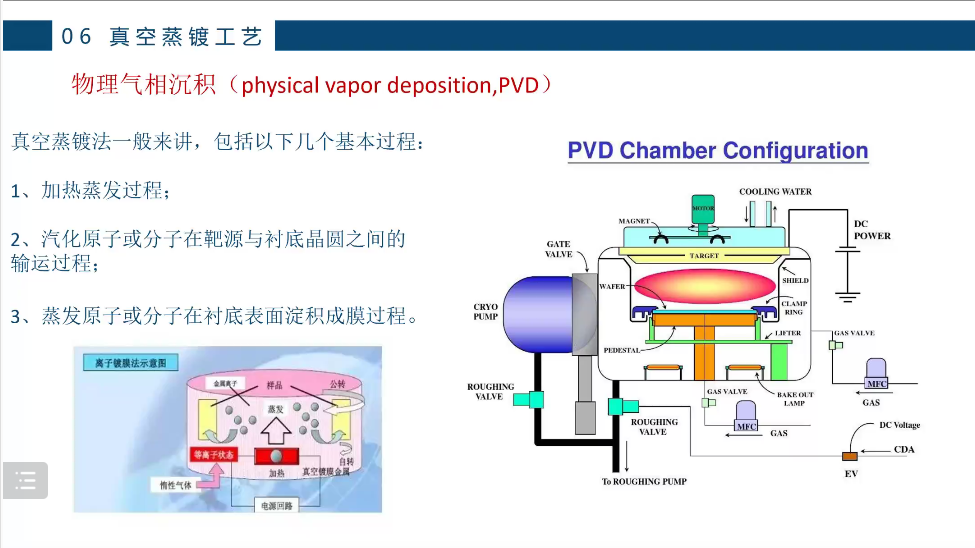 06 真空蒸镀工艺
物理气相沉积（physical vapor deposition,PVD）
真空蒸镀法一般来讲，包括以下几个基本过程：
1、加热蒸发过程；
2、汽化原子或分子在靶源与衬底晶圆之间的
输运过程；
3、蒸发原子或分子在衬底表面淀积成膜过程。
离子镀膜法示意图
金属离子
样品
公转
蒸发
等离子状态
加热
自转
真空镀膜金属
惰性气体
电源回路
PVD Chamber Configuration
COOLING WATER
MOTOR
MAGNET
DC
POWER
GATE
VALVE
TARGET
SHIELD
WAFER
CLAMP
RING
CRYO
PUMP
LIFTER
GAS VALVE
PEDESTAL
MFC
GAS
ROUGHING
VALVE
GAS VALVE
BAKE OUT
LAMP
ROUGHING
VALVE
MFC
GAS
DC Voltage
CDA
EV
To ROUGHING PUMP